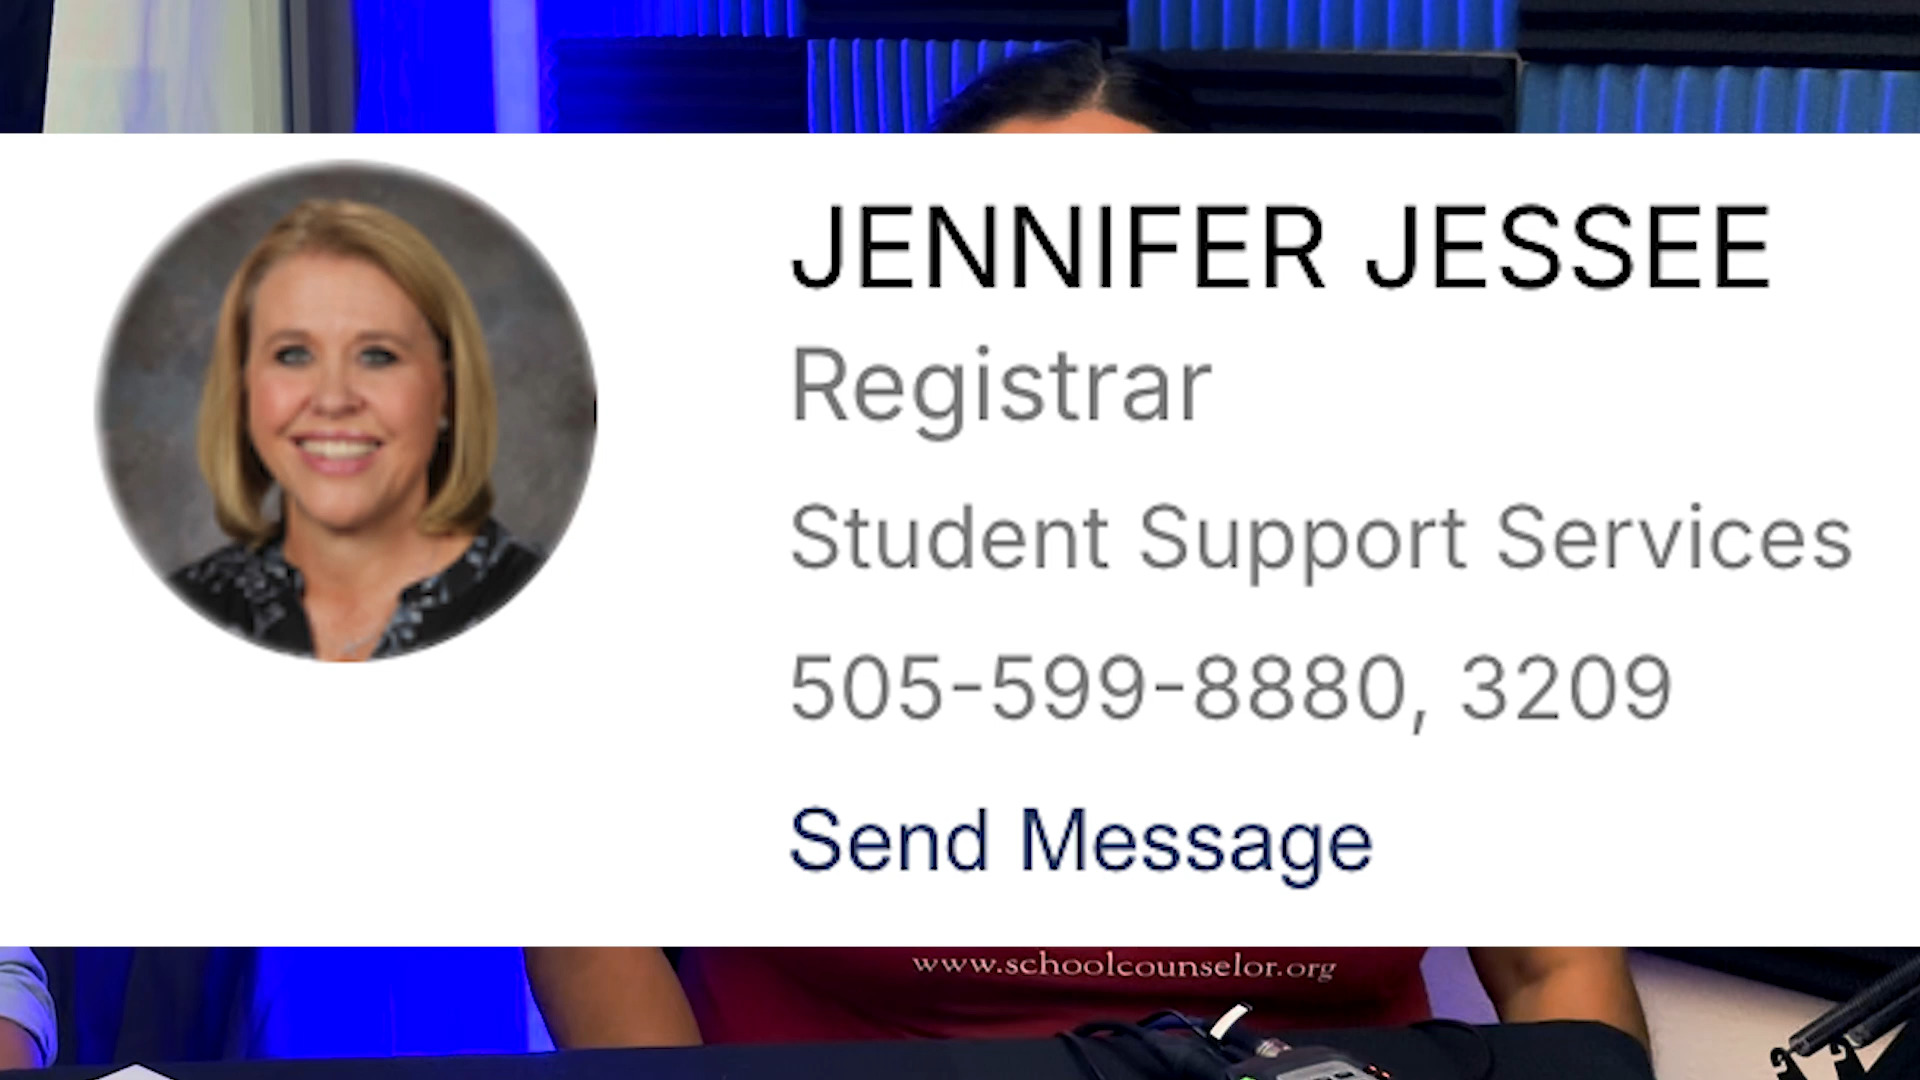 JENNIFER JESSEE
Registrar
Student Support Services
505-599-8880, 3209
Send Message
www.schoolcounselor.org